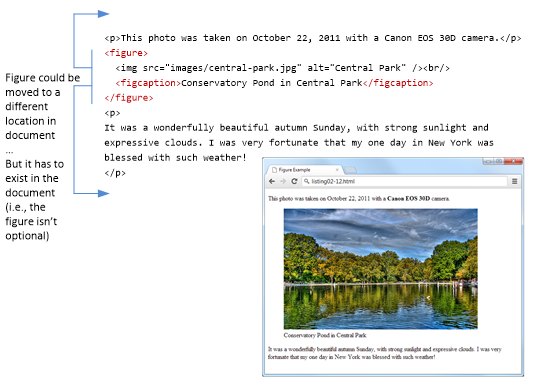 <p>This photo was taken on October 22, 2011 with a Canon EOS 30D camera.</p>
<figure>
<img src="images/central-park.jpg" alt="Central Park" /><br/>
<figcaption>Conservatory Pond in Central Park</figcaption>
</figure>
<p>
It was a wonderfully beautiful autumn Sunday, with strong sunlight and
expressive clouds. I was very fortunate that my one day in New York was
blessed with such weather!
</p>
Figure could be
moved to a
different
location in
document
…
But it has to
exist in the
document
(i.e., the
figure isn’t
optional)
Figure Example
listing02-12.html
This photo was taken on October 22, 2011 with a Canon EOS 30D camera.
Conservatory Pond in Central Park
It was a wonderfully beautiful autumn Sunday, with strong sunlight and expressive clouds. I was very
fortunate that my one day in New York was blessed with such weather!